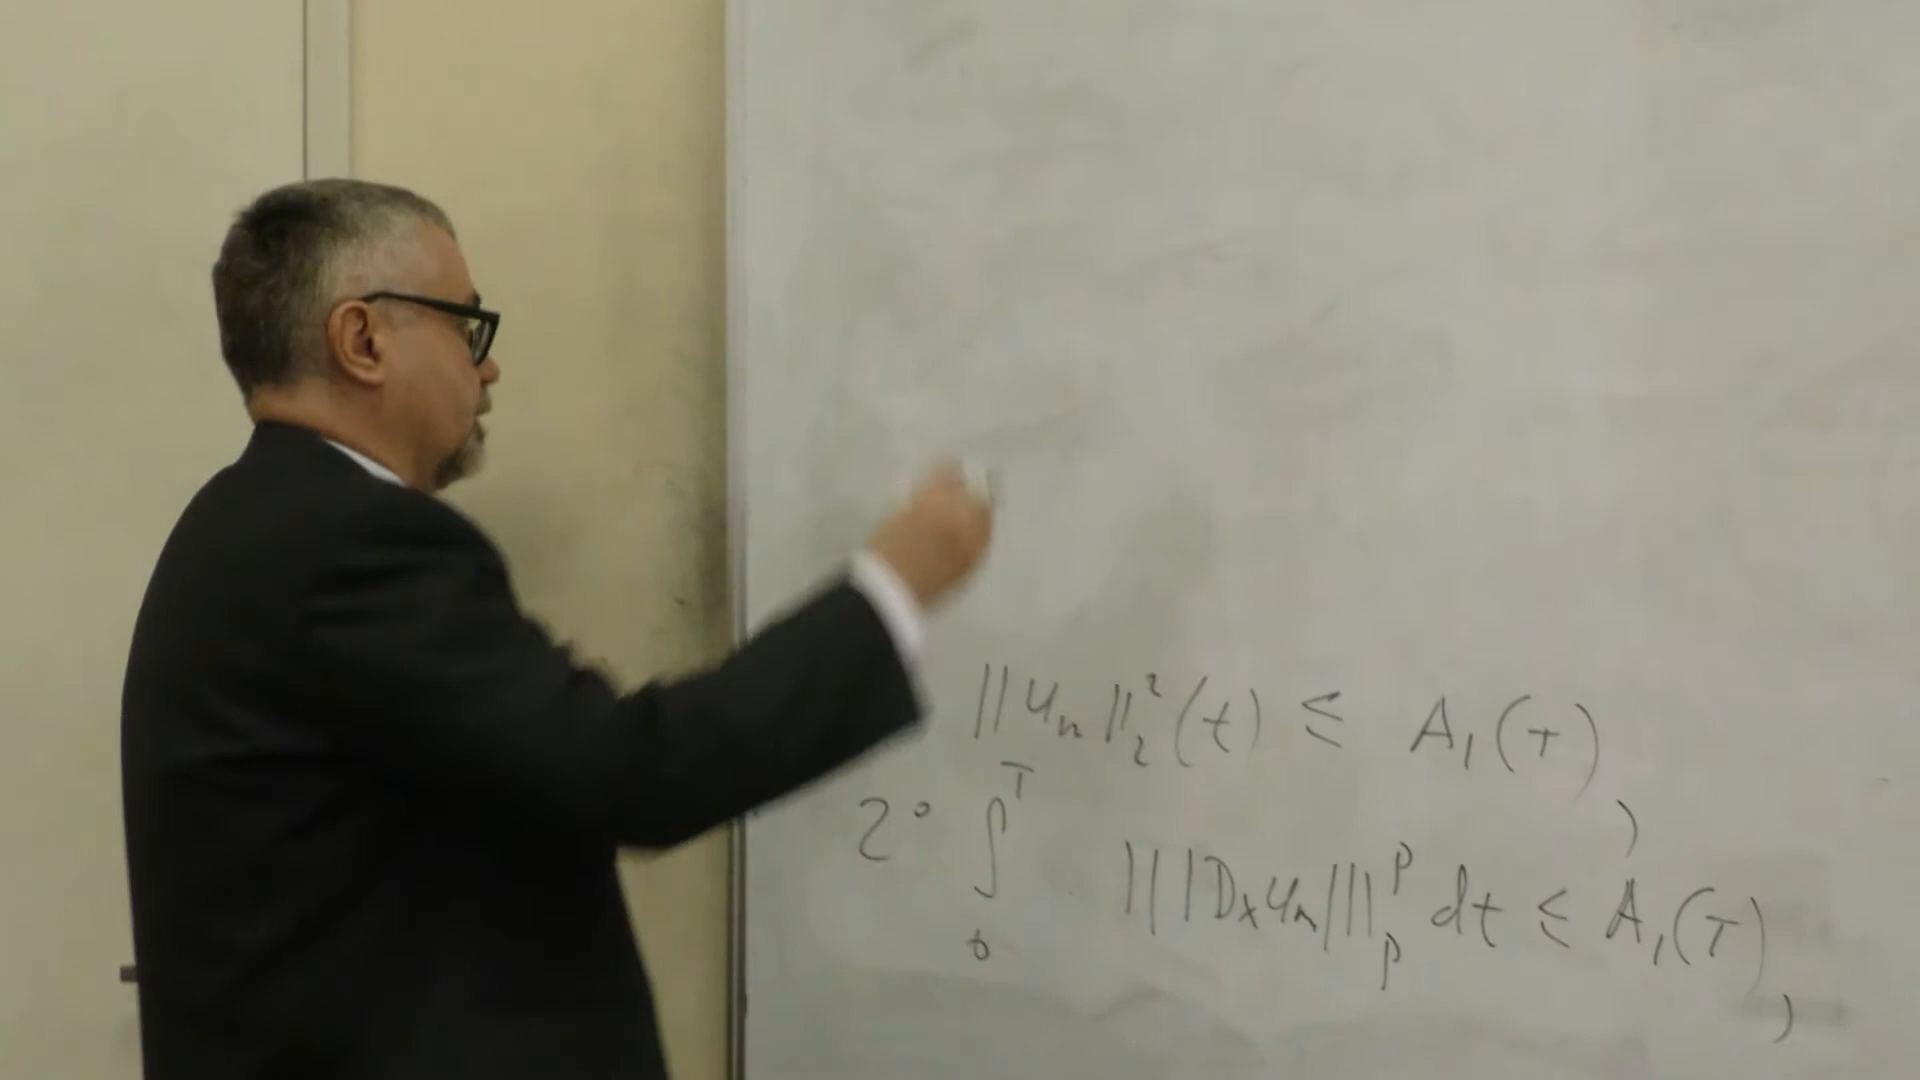 ||u_n||_2^2(t) ≤ A_1(T),
2° ∫_0^T || |D_x u_n| ||_p^p dt ≤ A_1(T),